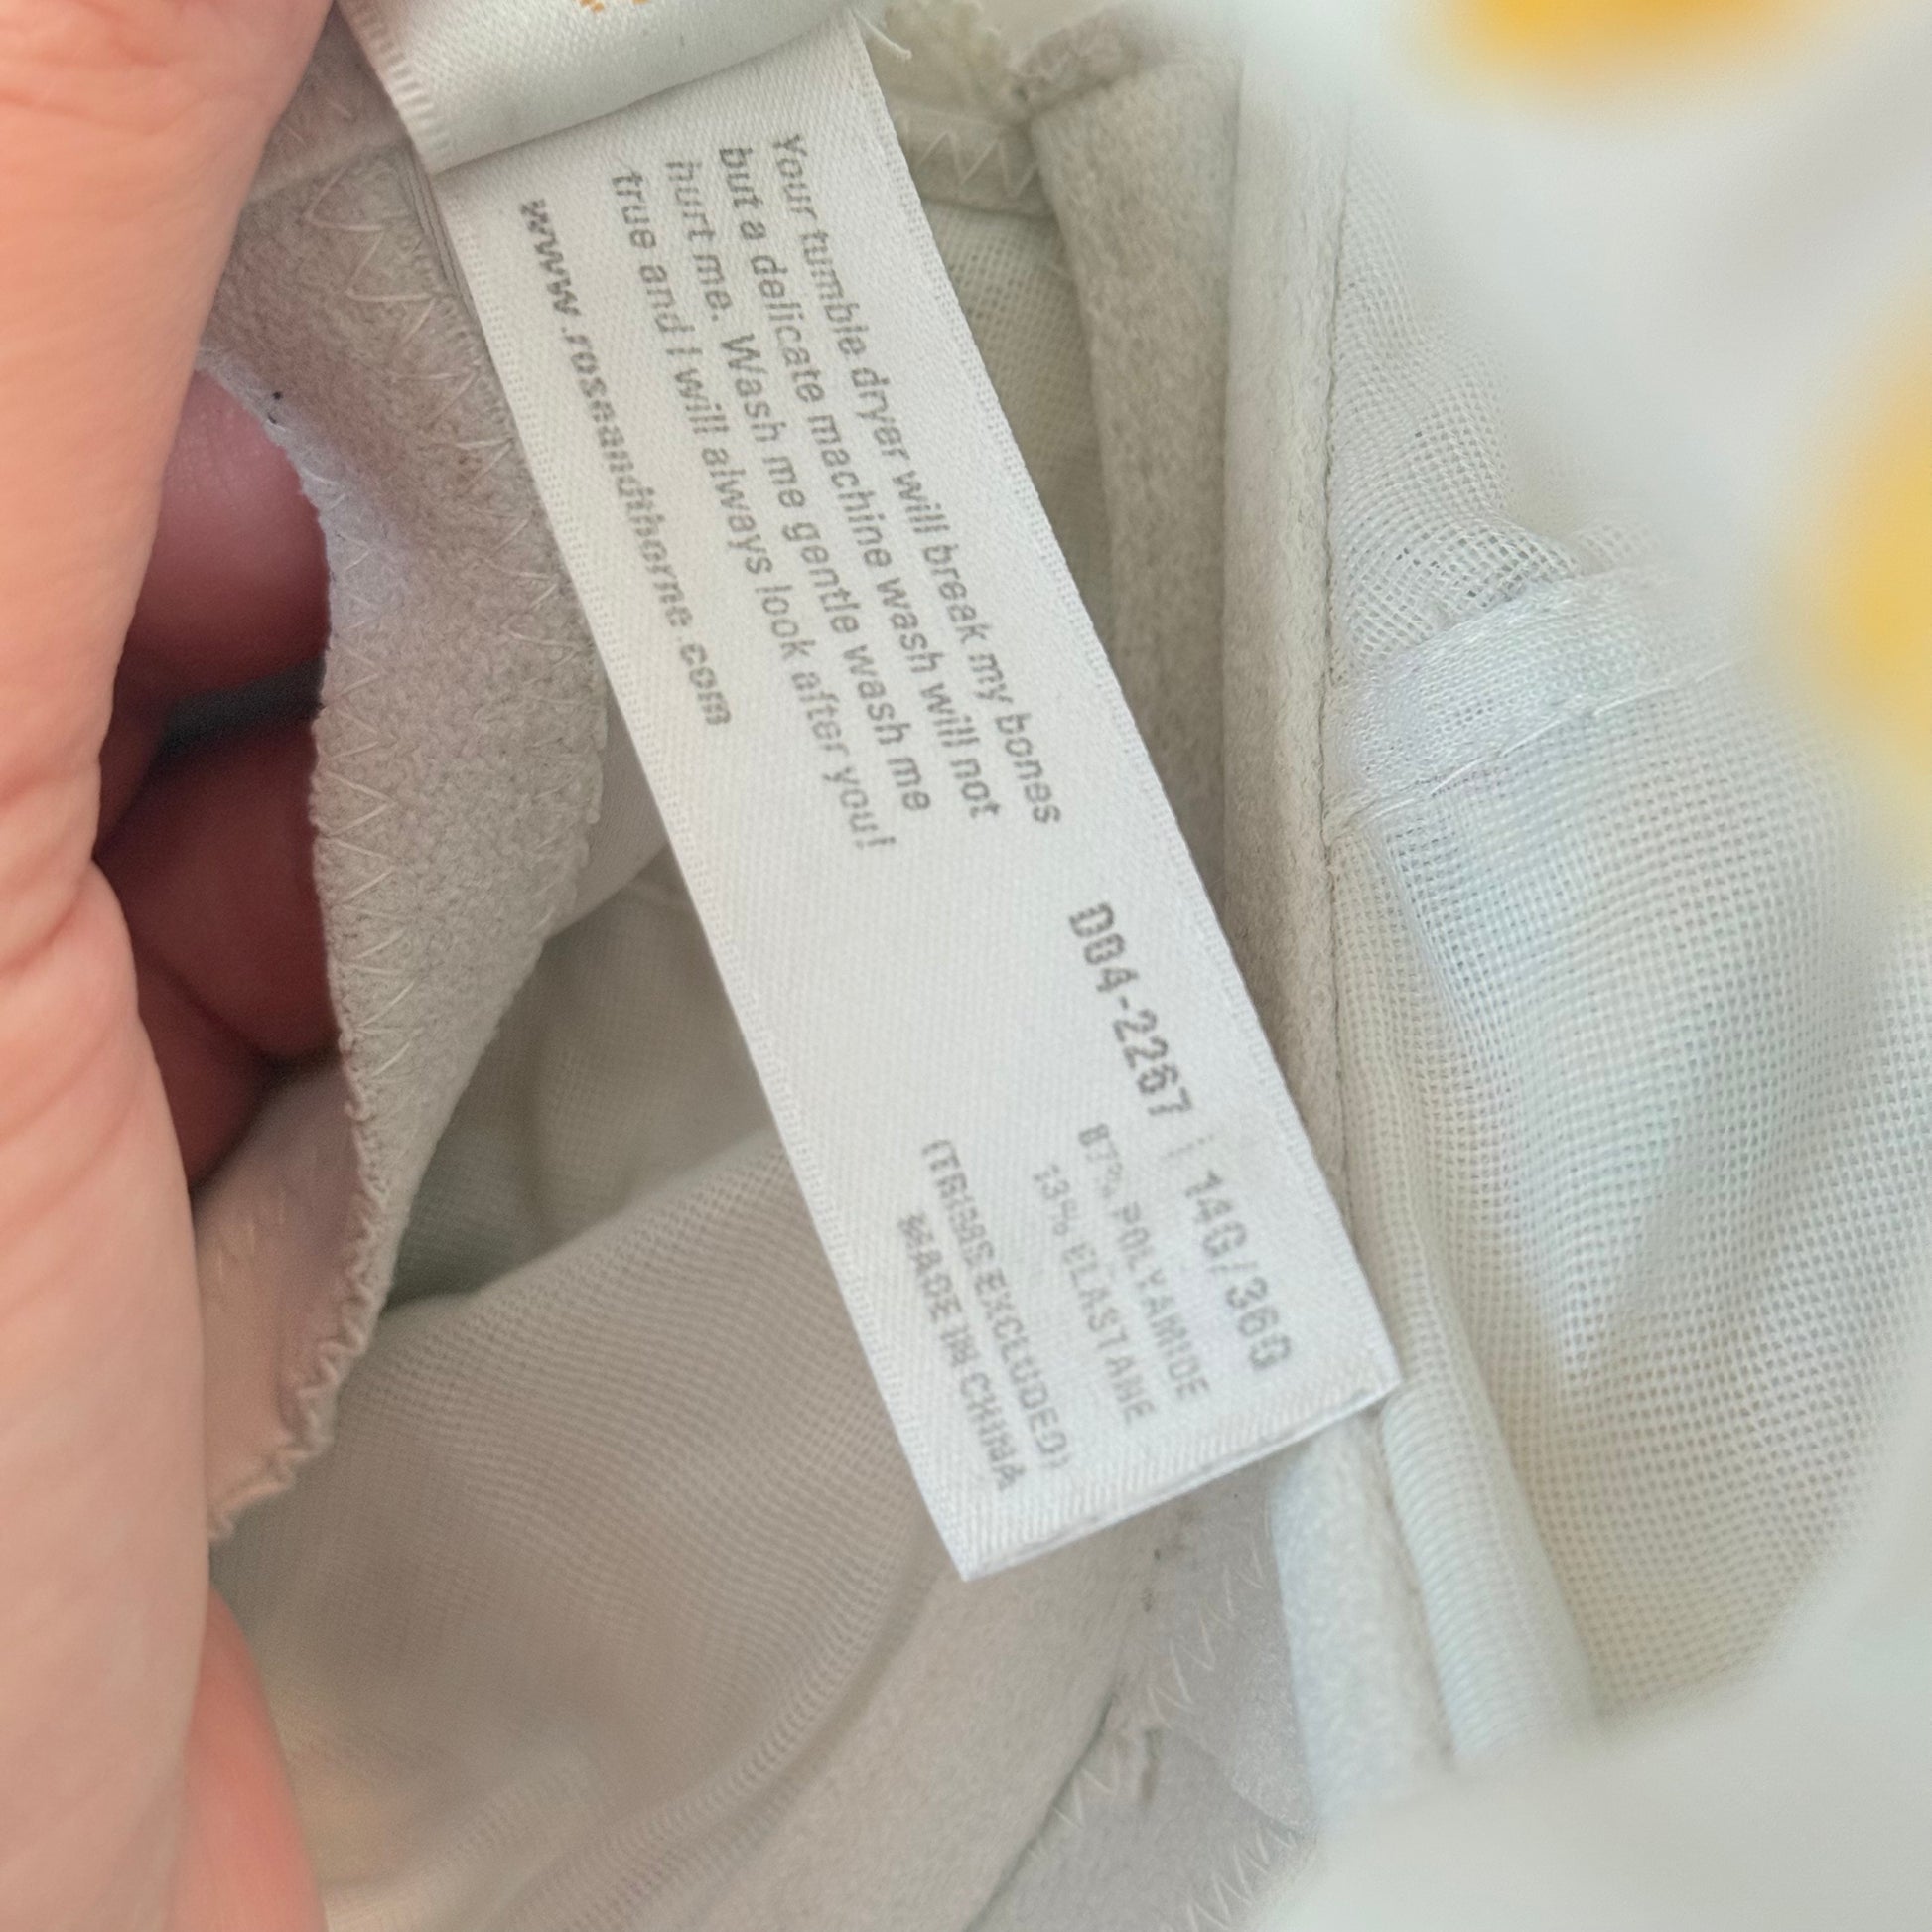 Your tumble dryer will break my bones
but a delicate machine wash will not
hurt me. Wash me gentle wash me
true and I will always look after you!
www.roseandthorne.com
D04-2267 | 14G/36G
87% POLYAMIDE
13% ELASTANE
(TRIMS EXCLUDED)
MADE IN CHINA